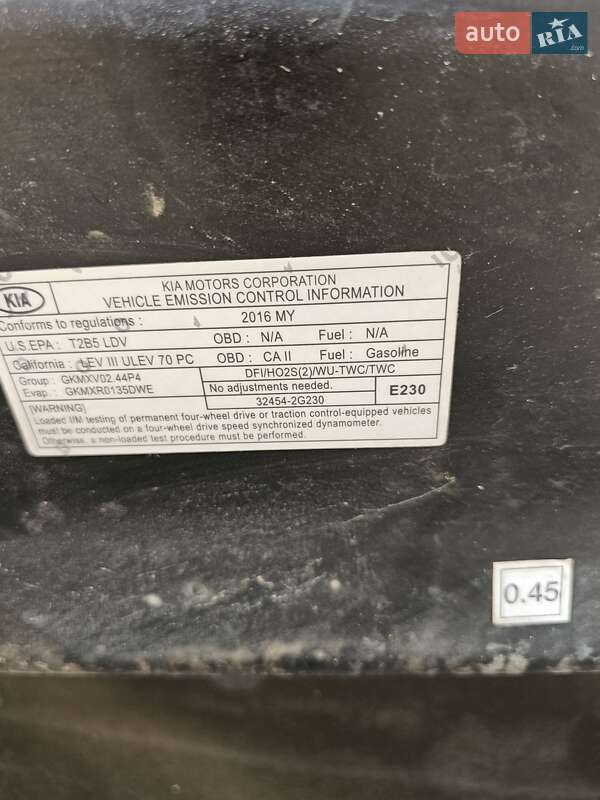 auto RIA .com
KIA
KIA MOTORS CORPORATION
VEHICLE EMISSION CONTROL INFORMATION
Conforms to regulations : 2016 MY
U.S.EPA : T2B5 LDV OBD : N/A Fuel : N/A
California : LEV III ULEV 70 PC OBD : CA II Fuel : Gasoline
Group : GKMXV02.44P4
Evap. : GKMXR0135DWE
DFI/HO2S(2)/WU-TWC/TWC
No adjustments needed.
32454-2G230
E230
[WARNING]
Loaded I/M testing of permanent four-wheel drive or traction control-equipped vehicles
must be conducted on a four-wheel drive speed synchronized dynamometer.
Otherwise, a non-loaded test procedure must be performed.
0.45